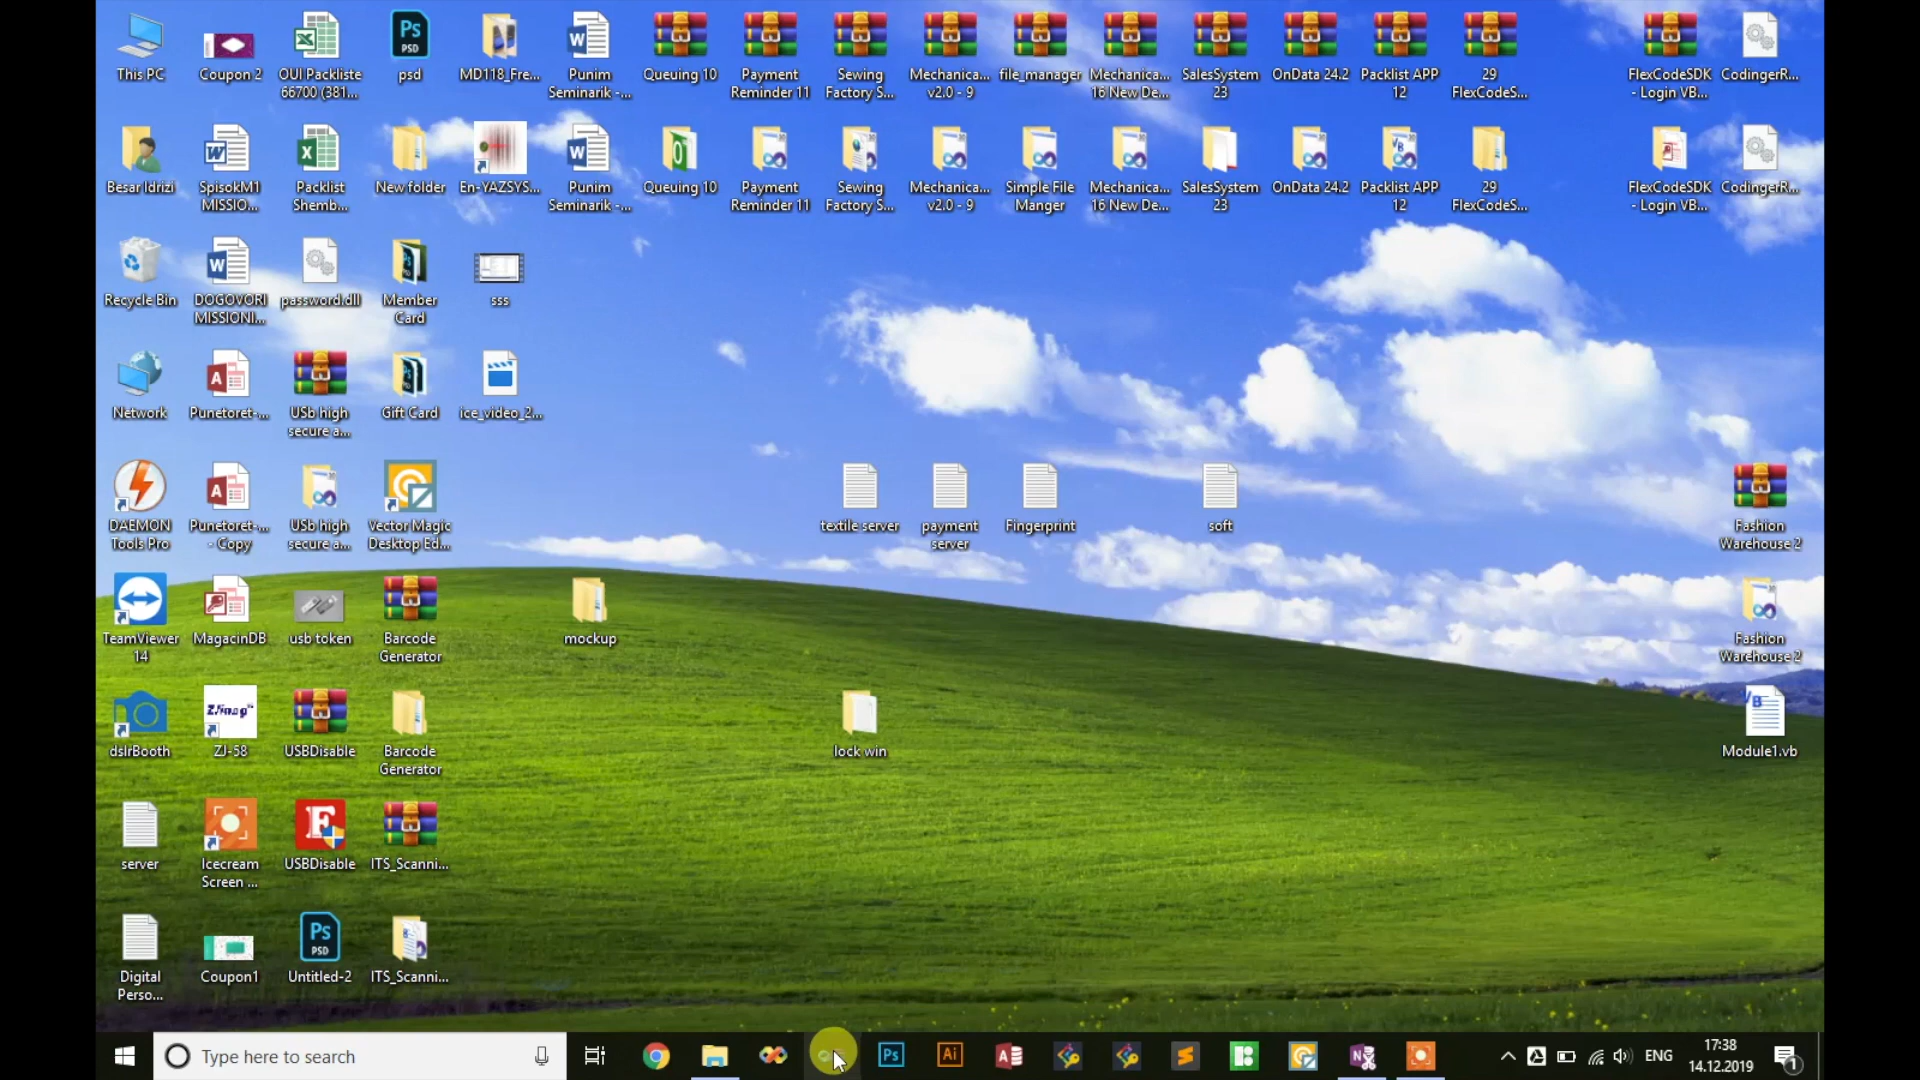 This PC
Coupon 2
OUI Packliste
66700 (381...
psd
MD118_Fre...
Punim
Seminarik -...
Queuing 10
Payment
Reminder 11
Sewing
Factory S...
Mechanica...
v2.0 - 9
file_manager
Mechanica...
16 New De...
SalesSystem
23
OnData 24.2
Packlist APP
12
29
FlexCodeS...
FlexCodeSDK
- Login VB...
CodingerR...
Besar Idrizi
SpisokM1
MISSIO...
Packlist
Shemb...
New folder
En-YAZSYS...
Punim
Seminarik -...
Queuing 10
Payment
Reminder 11
Sewing
Factory S...
Mechanica...
v2.0 - 9
Simple File
Manger
Mechanica...
16 New De...
SalesSystem
23
OnData 24.2
Packlist APP
12
29
FlexCodeS...
FlexCodeSDK
- Login VB...
CodingerR...
Recycle Bin
DOGOVORI
MISSIONI...
password.dll
Member
Card
sss
Network
Punetoret-...
USb high
secure a...
Gift Card
ice_video_2...
DAEMON
Tools Pro
Punetoret-...
- Copy
USb high
secure a...
Vector Magic
Desktop Ed...
textile server
payment
server
Fingerprint
soft
Fashion
Warehouse 2
TeamViewer
14
MagacinDB
usb token
Barcode
Generator
mockup
Fashion
Warehouse 2
dslrBooth
ZJ-58
USBDisable
Barcode
Generator
lock win
Module1.vb
server
Icecream
Screen ...
USBDisable
ITS_Scanni...
Digital
Perso...
Coupon1
Untitled-2
ITS_Scanni...
Type here to search
ENG
17:38
14.12.2019
1